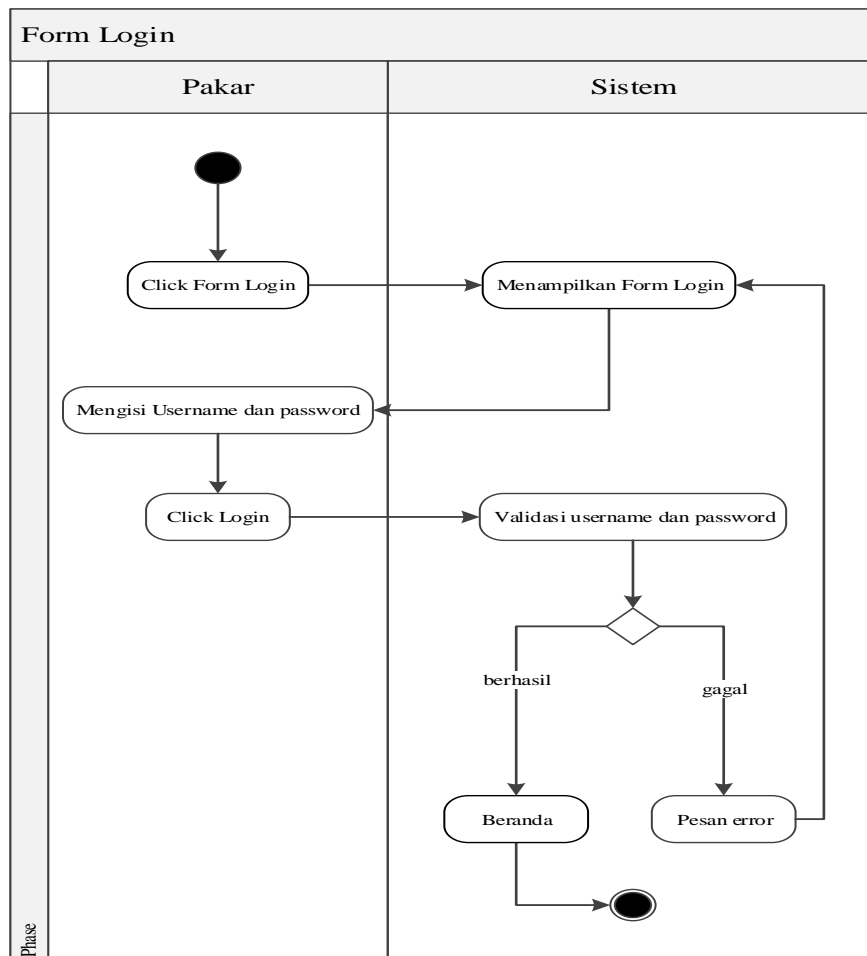 Form Login
Pakar
Sistem
Click Form Login
Menampilkan Form Login
Mengisi Username dan password
Click Login
Validasi username dan password
berhasil
gagal
Beranda
Pesan error
Phase